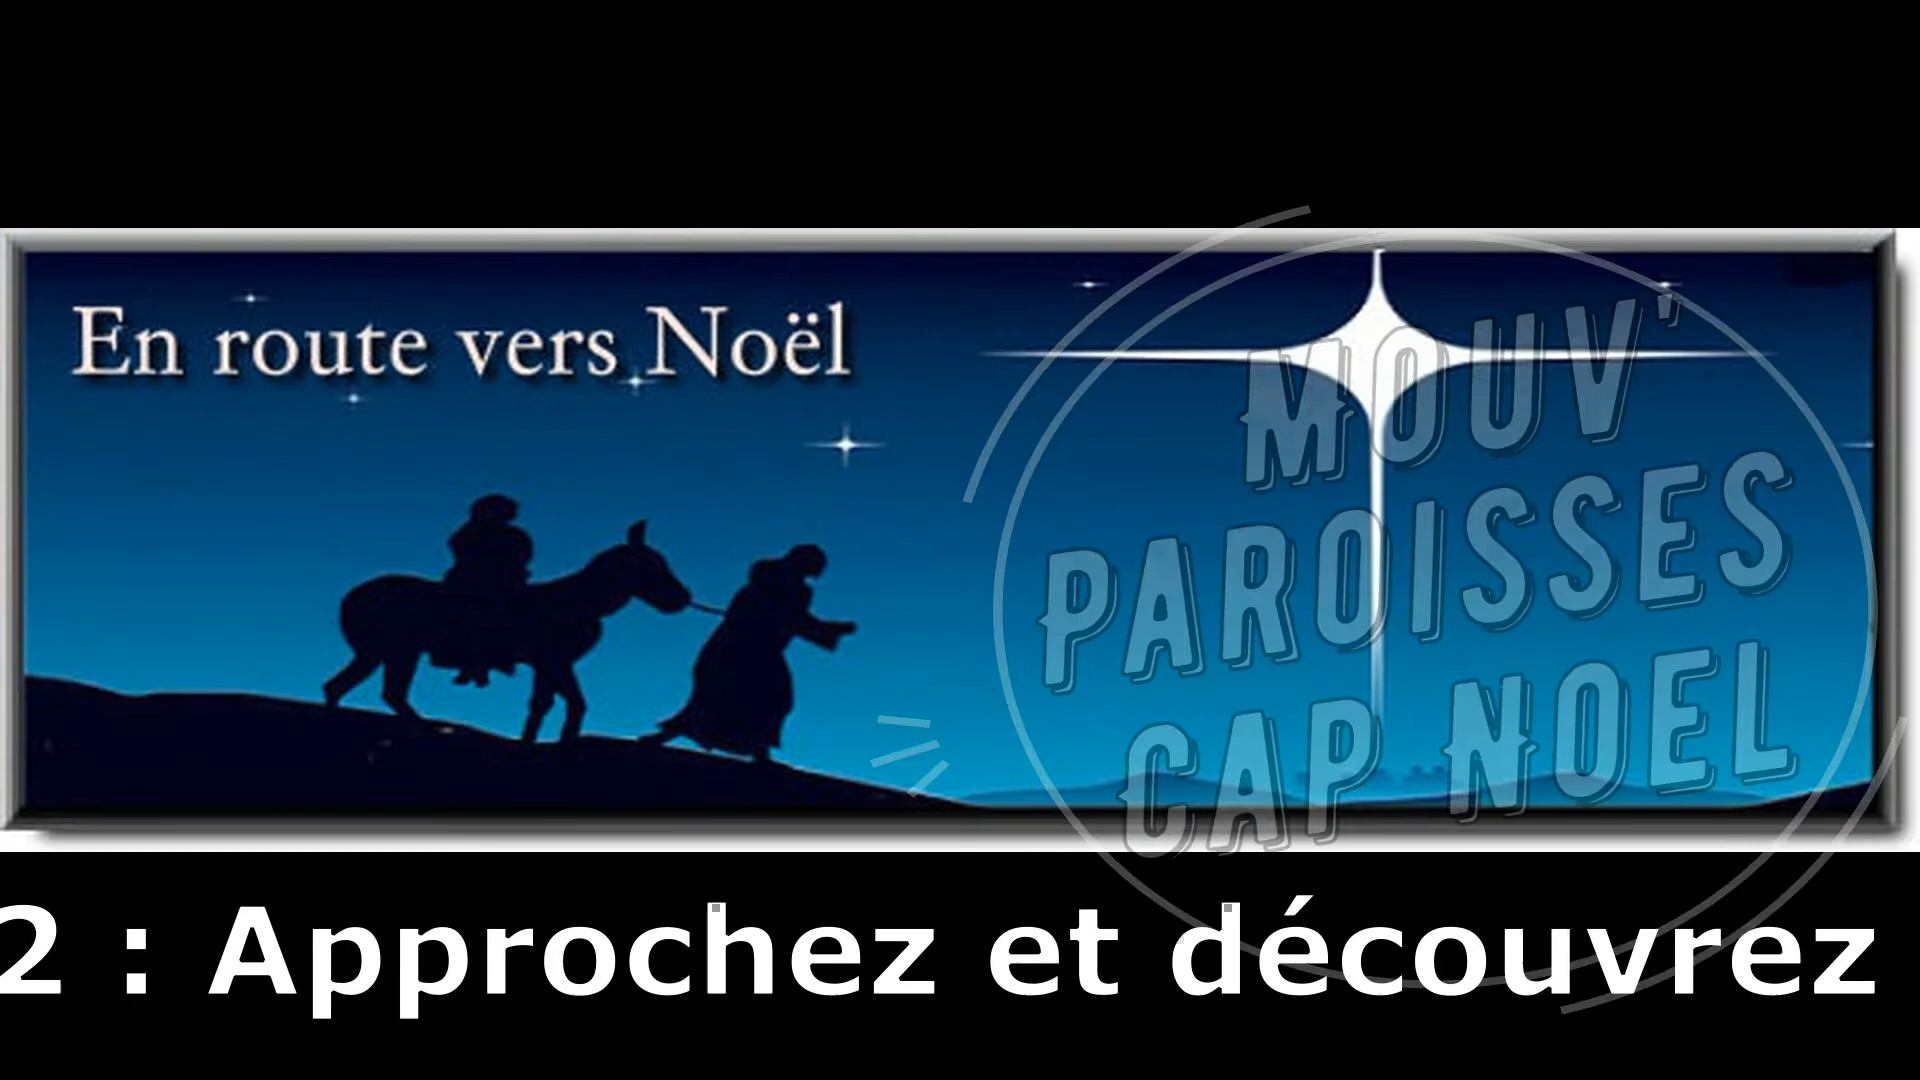 En route vers Noël
MOUV'
PAROISSES
CAP NOEL
2 : Approchez et découvrez